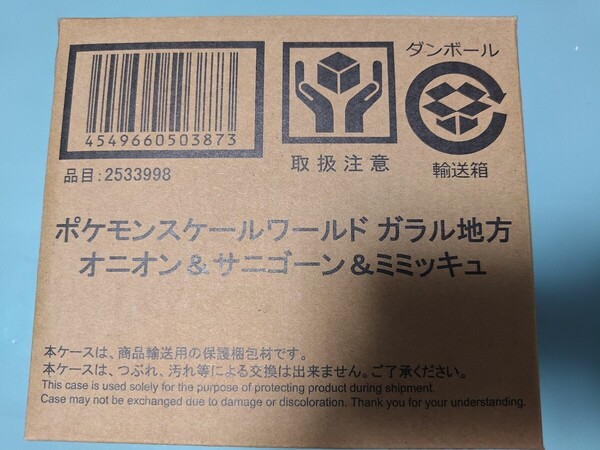 ダンボール
4549660503873
取扱注意
輸送箱
品目:2533998
ポケモンスケールワールド ガラル地方
オニオン&サニゴーン&ミミッキュ
本ケースは、商品輸送用の保護梱包材です。
本ケースは、つぶれ、汚れ等による交換は出来ません。ご了承ください。
This case is used solely for the purpose of protecting product during shipment.
Case may not be exchanged due to damage or discoloration. Thank you for your understanding.